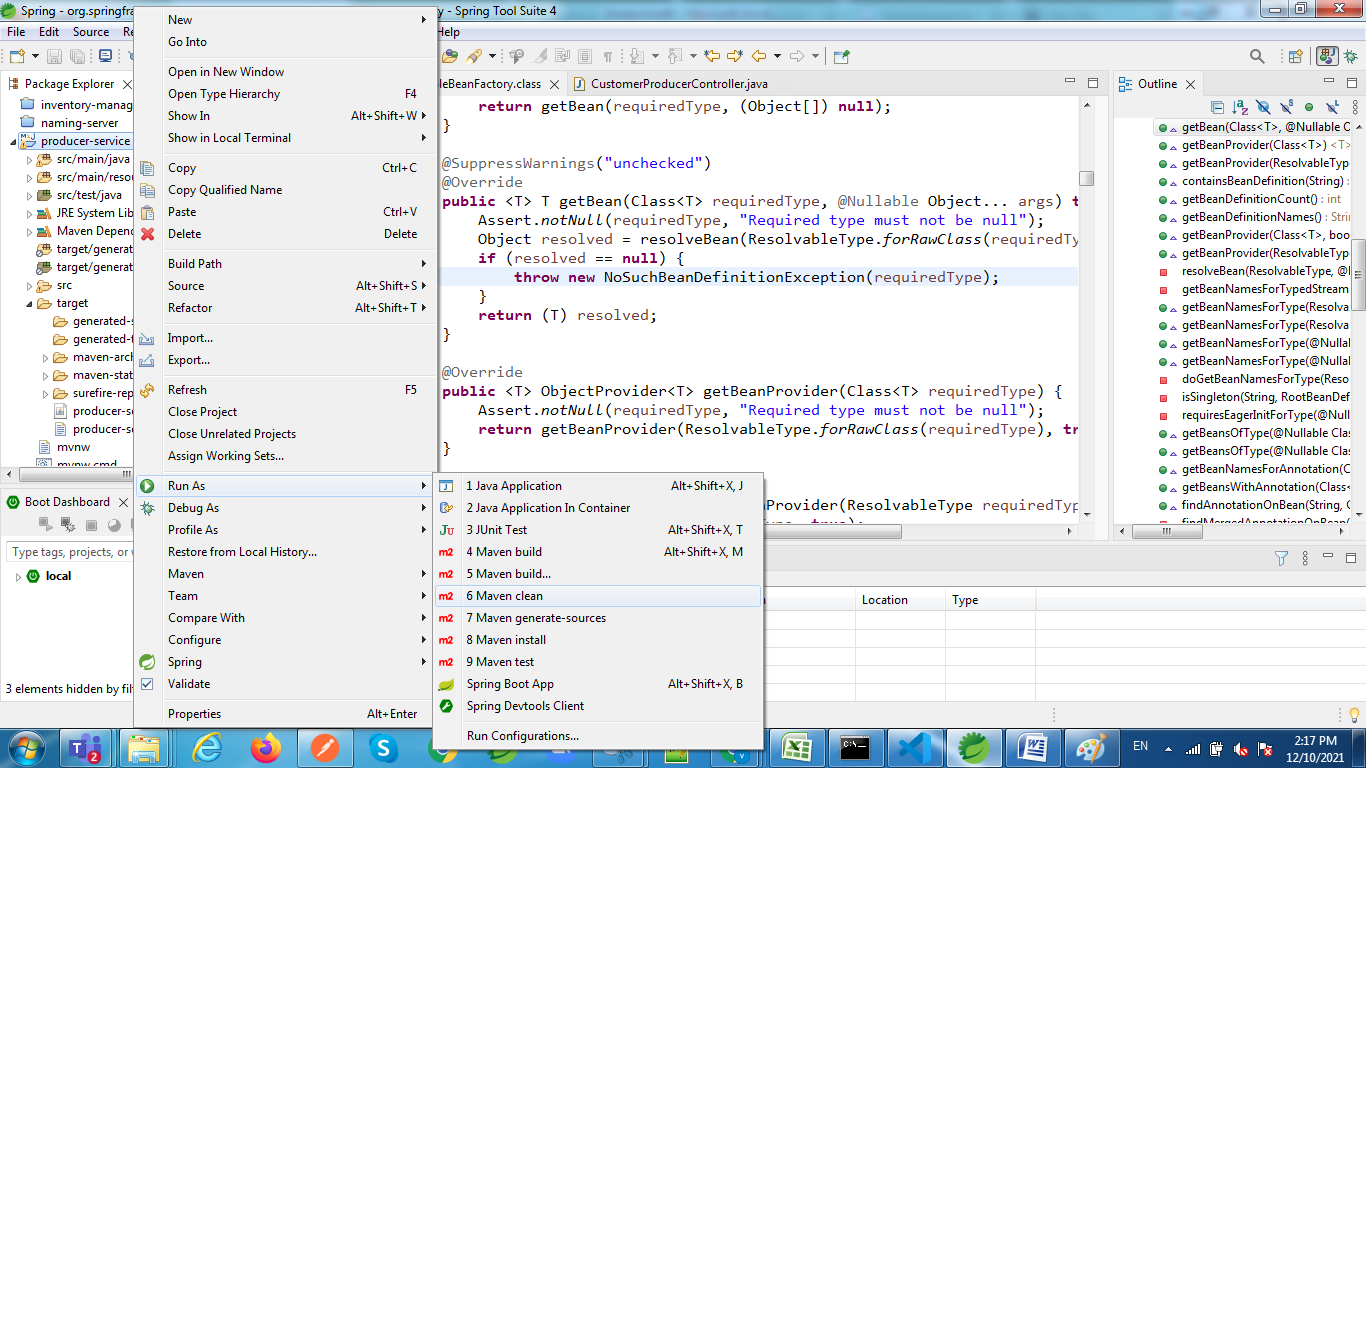 Spring - org.springfra
y - Spring Tool Suite 4
File Edit Source Re
Help
Package Explorer
inventory-manag
naming-server
producer-service
src/main/java
src/main/resou
src/test/java
JRE System Lib
Maven Depend
target/generat
target/generat
src
target
generated-s
generated-t
maven-arch
maven-stat
surefire-rep
producer-se
producer-se
mvnw
mvnw.cmd
Boot Dashboard
Type tags, projects, or w
local
3 elements hidden by filt
New
Go Into
Open in New Window
Open Type Hierarchy F4
Show In Alt+Shift+W
Show in Local Terminal
Copy Ctrl+C
Copy Qualified Name
Paste Ctrl+V
Delete Delete
Build Path
Source Alt+Shift+S
Refactor Alt+Shift+T
Import...
Export...
Refresh F5
Close Project
Close Unrelated Projects
Assign Working Sets...
Run As
Debug As
Profile As
Restore from Local History...
Maven
Team
Compare With
Configure
Spring
Validate
Properties Alt+Enter
1 Java Application Alt+Shift+X, J
2 Java Application In Container
3 JUnit Test Alt+Shift+X, T
4 Maven build Alt+Shift+X, M
5 Maven build...
6 Maven clean
7 Maven generate-sources
8 Maven install
9 Maven test
Spring Boot App Alt+Shift+X, B
Spring Devtools Client
Run Configurations...
leBeanFactory.class CustomerProducerController.java
return getBean(requiredType, (Object[]) null);
}
@SuppressWarnings("unchecked")
@Override
public <T> T getBean(Class<T> requiredType, @Nullable Object... args) t
Assert.notNull(requiredType, "Required type must not be null");
Object resolved = resolveBean(ResolvableType.forRawClass(requiredTy
if (resolved == null) {
throw new NoSuchBeanDefinitionException(requiredType);
}
return (T) resolved;
}
@Override
public <T> ObjectProvider<T> getBeanProvider(Class<T> requiredType) {
Assert.notNull(requiredType, "Required type must not be null");
return getBeanProvider(ResolvableType.forRawClass(requiredType), tru
}
nProvider(ResolvableType requiredTyp
Outline
getBean(Class<T>, @Nullable O
getBeanProvider(Class<T>) <T>
getBeanProvider(ResolvableTyp
containsBeanDefinition(String) :
getBeanDefinitionCount() : int
getBeanDefinitionNames() : Strin
getBeanProvider(Class<T>, boo
getBeanProvider(ResolvableTyp
resolveBean(ResolvableType, @
getBeanNamesForTypedStream
getBeanNamesForType(Resolva
getBeanNamesForType(Resolva
getBeanNamesForType(@Nulla
getBeanNamesForType(@Nulla
doGetBeanNamesForType(Reso
isSingleton(String, RootBeanDef
requiresEagerInitForType(@Null
getBeansOfType(@Nullable Clas
getBeansOfType(@Nullable Clas
getBeanNamesForAnnotation(C
getBeansWithAnnotation(Class<
findAnnotationOnBean(String, C
findMergedAnnotationOnBean(
Location Type
EN
2:17 PM
12/10/2021